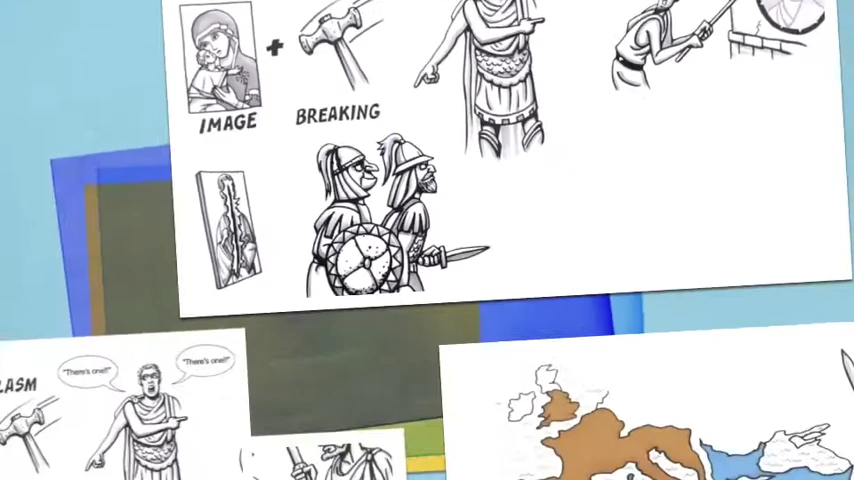 +
IMAGE
BREAKING
LASM
"There's one!!"
"There's one!!"